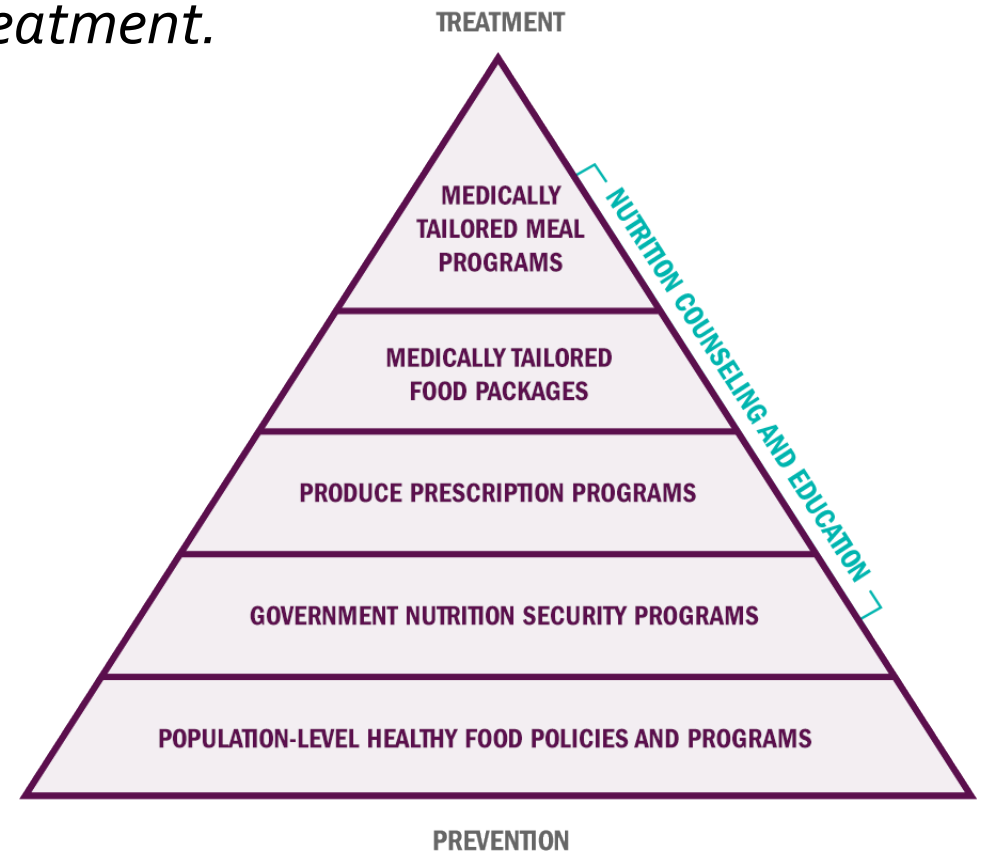 eatment.
TREATMENT
MEDICALLY
TAILORED MEAL
PROGRAMS
NUTRITION COUNSELING AND EDUCATION
MEDICALLY TAILORED
FOOD PACKAGES
PRODUCE PRESCRIPTION PROGRAMS
GOVERNMENT NUTRITION SECURITY PROGRAMS
POPULATION-LEVEL HEALTHY FOOD POLICIES AND PROGRAMS
PREVENTION